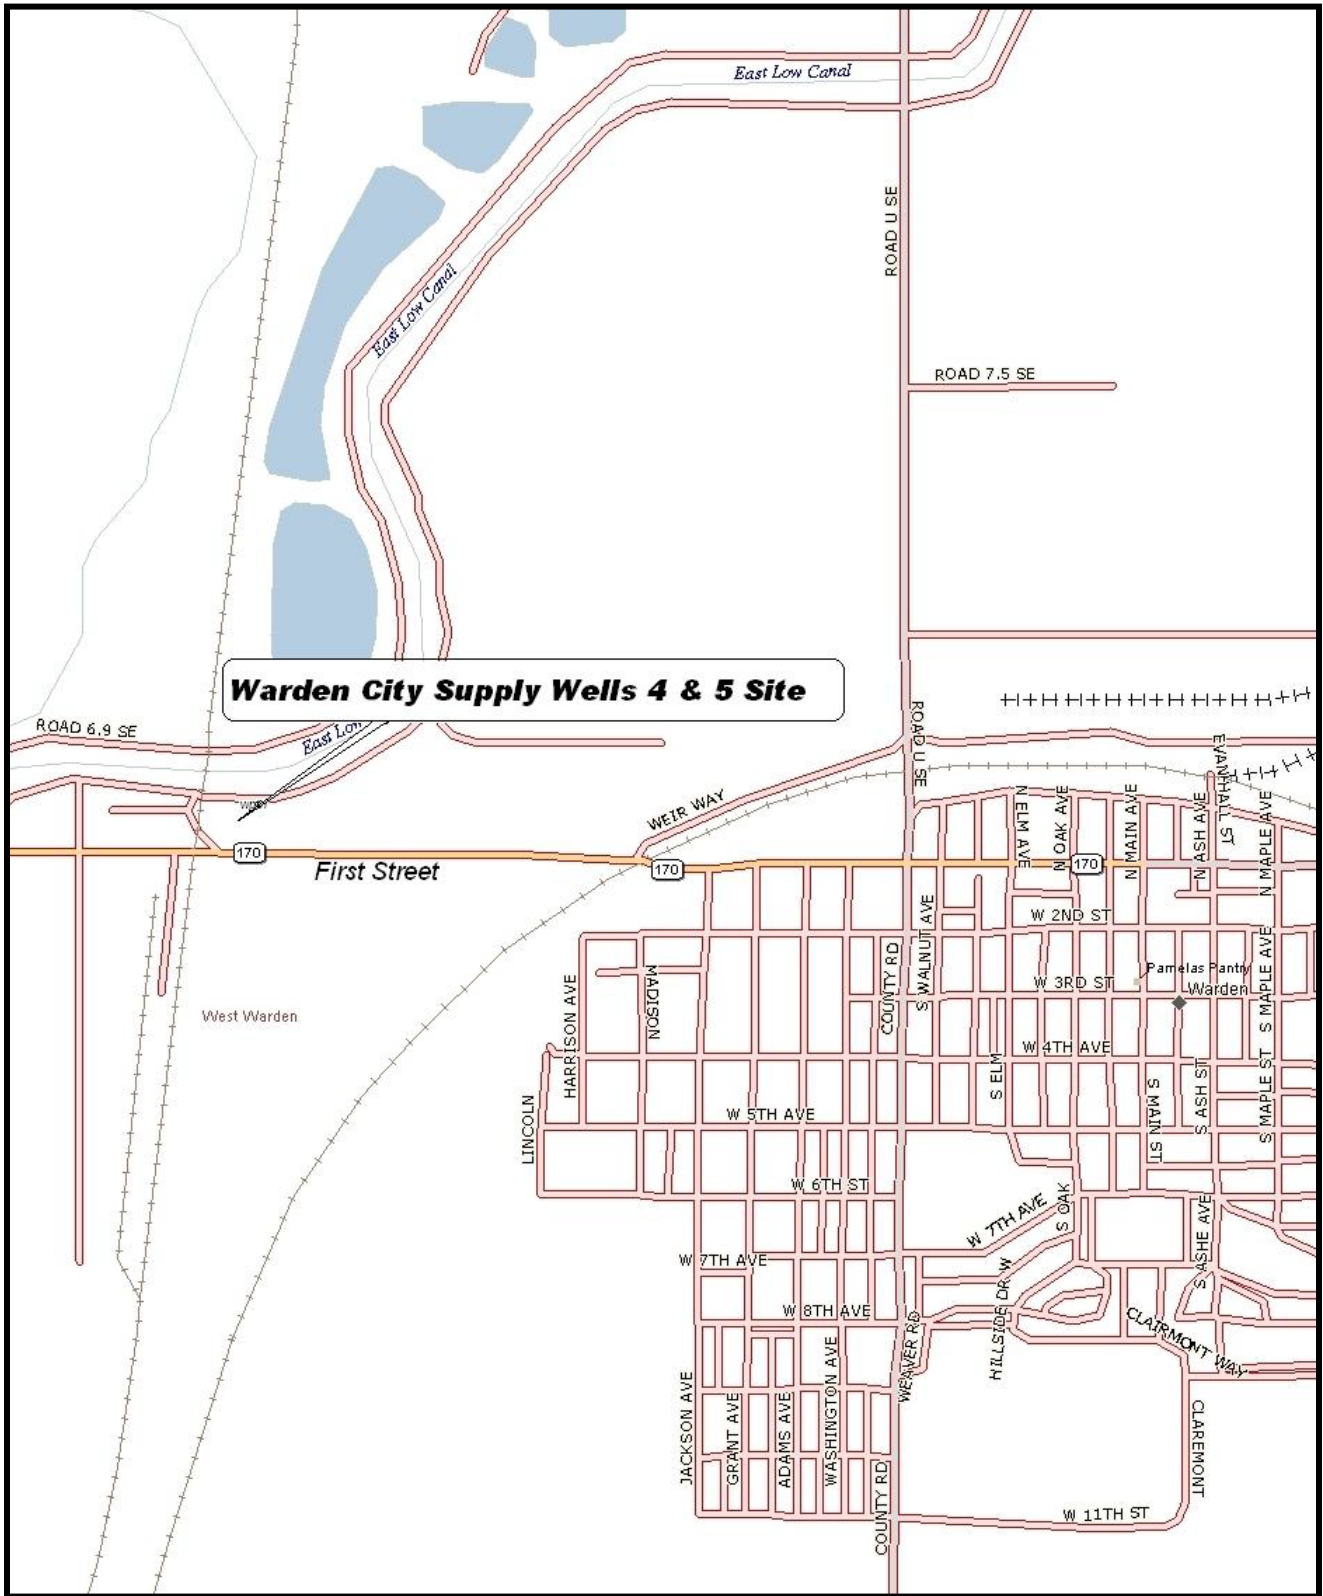 East Low Canal
ROAD U SE
East Low Canal
ROAD 7.5 SE
Warden City Supply Wells 4 & 5 Site
ROAD 6.9 SE
East Low
ROAD U SE
EVANHALL ST
WEIR WAY
N ELM AVE
N OAK AVE
N MAIN AVE
N ASH AVE
N MAPLE AVE
170
170
170
First Street
W 2ND ST
S WALNUT AVE
COUNTY RD
MADISON
HARRISON AVE
Pamelas Pantry
W 3RD ST
Warden
S MAPLE AVE
West Warden
W 4TH AVE
S ELM
S MAIN ST
S ASH ST
S MAPLE ST
LINCOLN
W 5TH AVE
W 6TH ST
S OAK
W 7TH AVE
W 7TH AVE
S ASHE AVE
HILLSIDE DR W
W 8TH AVE
WEAVER RD
CLAIRMONT WAY
JACKSON AVE
GRANT AVE
ADAMS AVE
WASHINGTON AVE
CLAREMONT
COUNTY RD
W 11TH ST